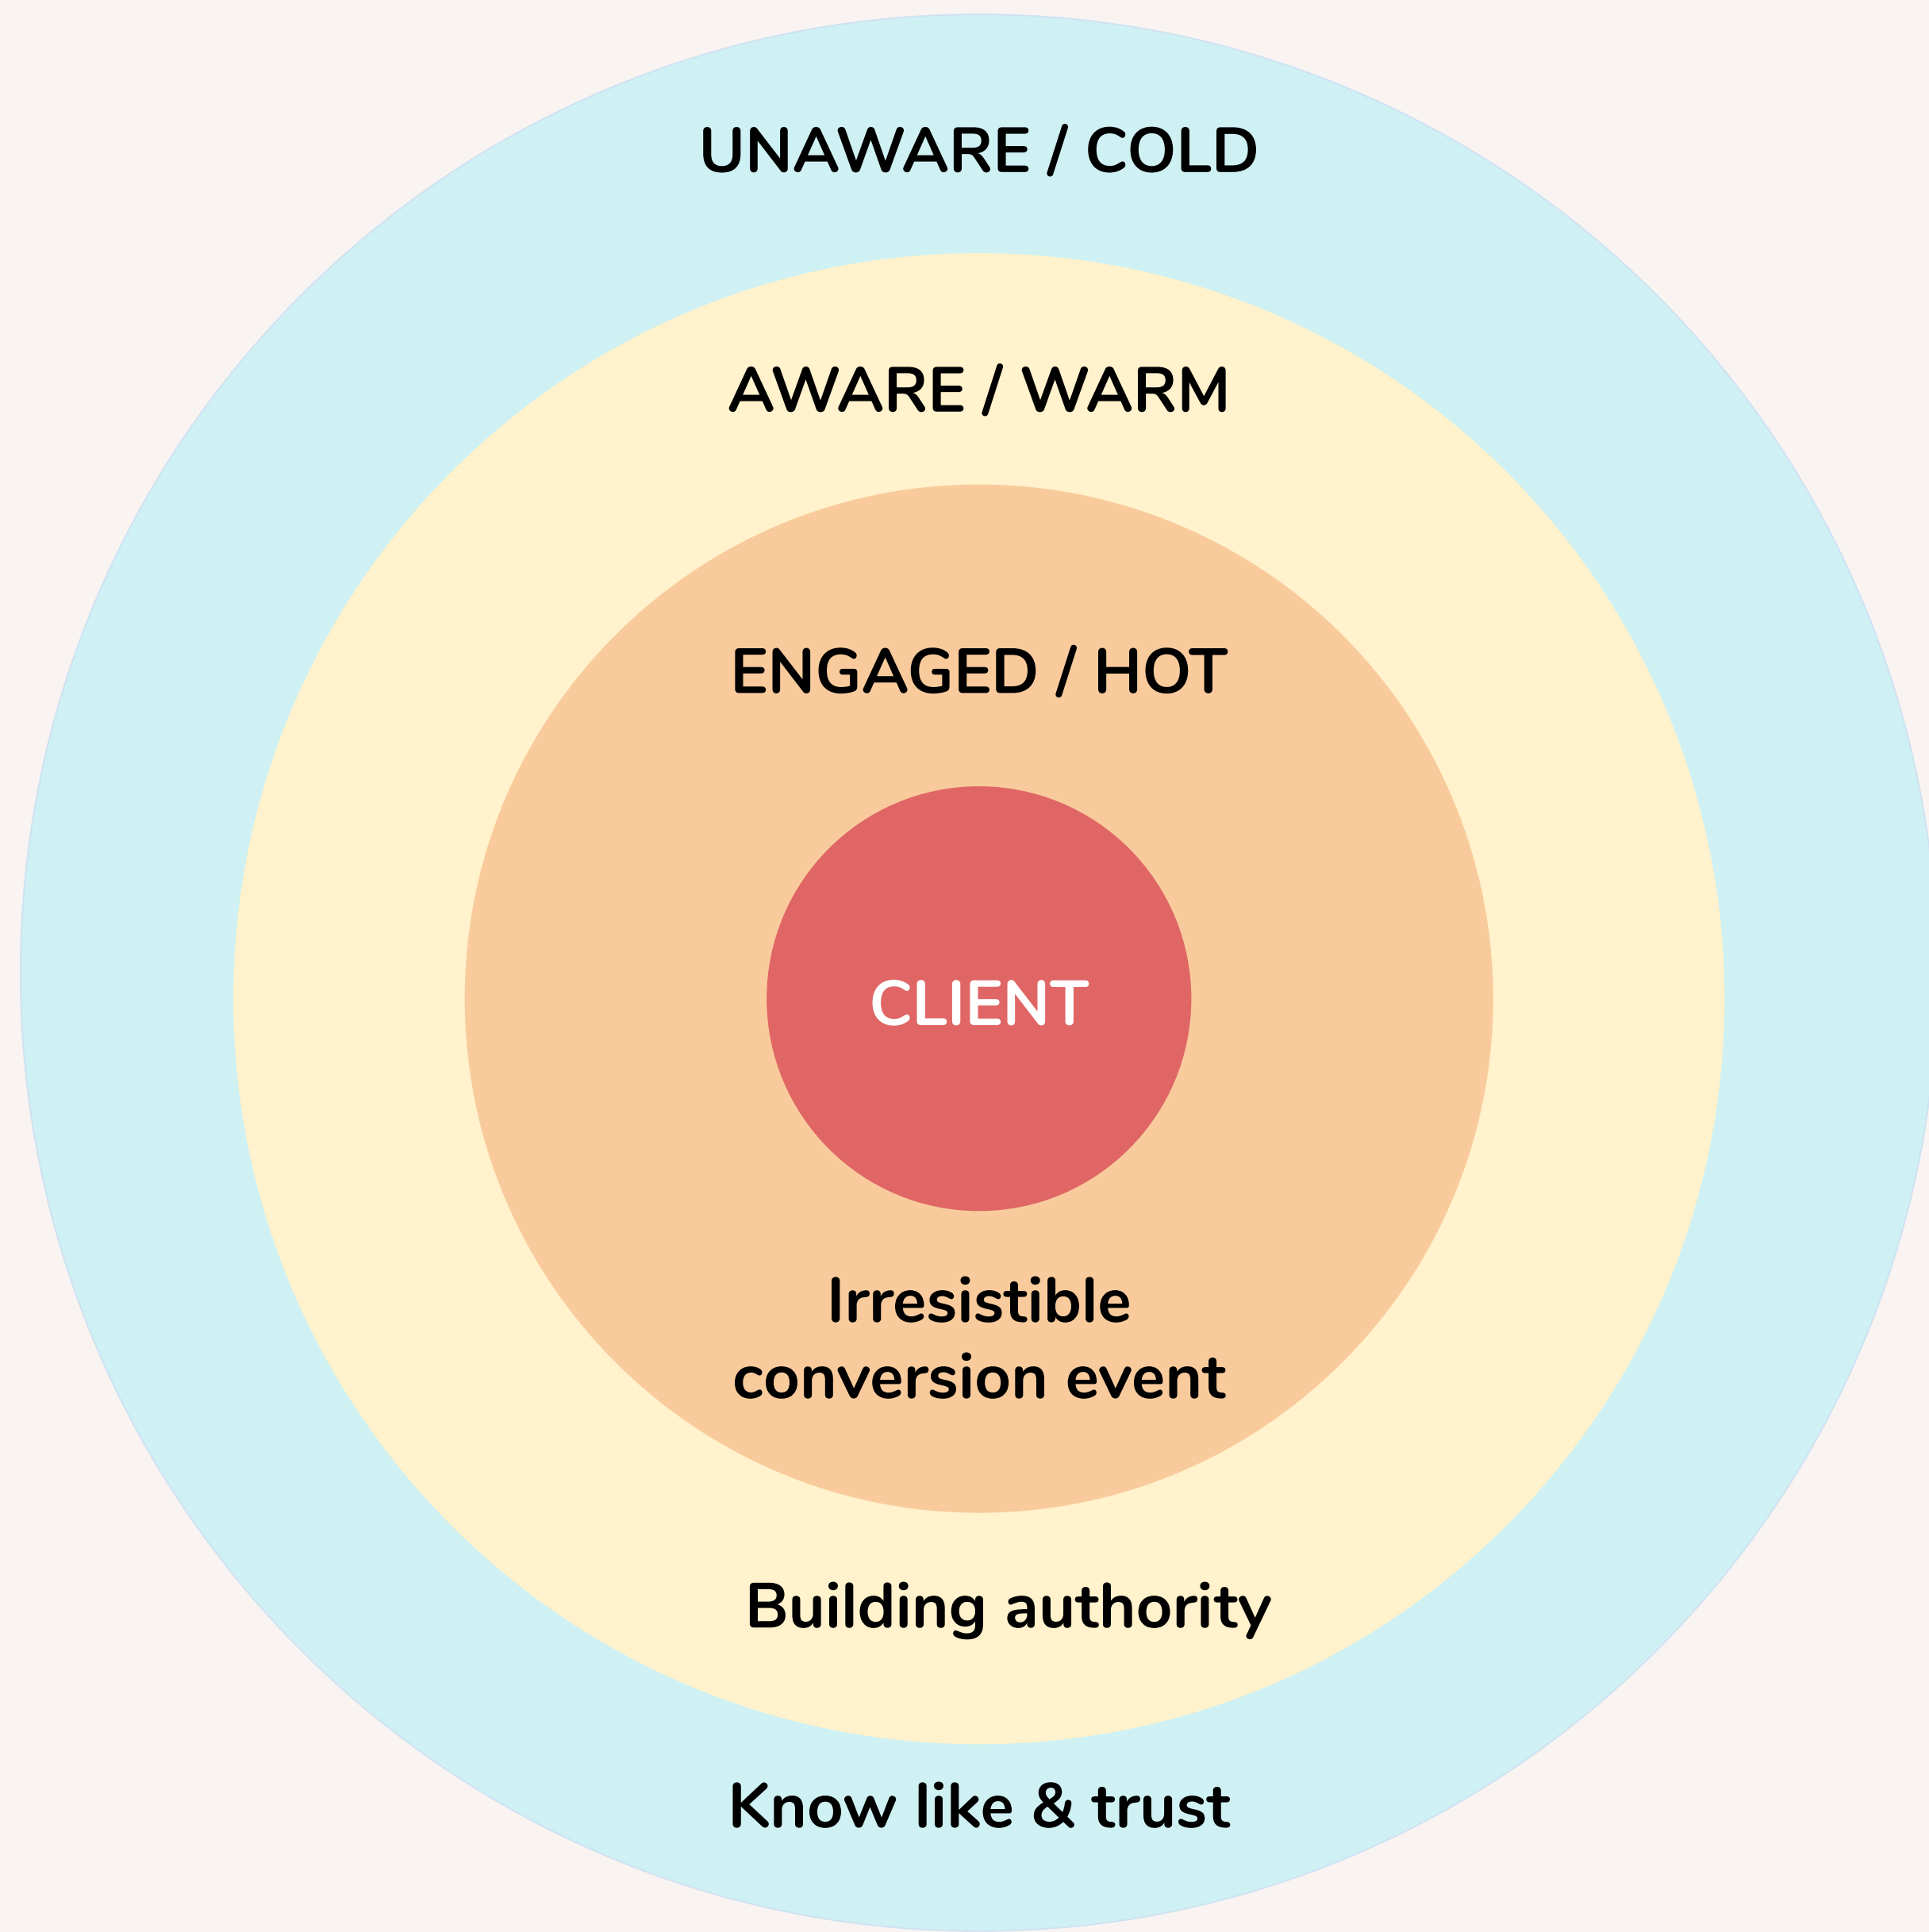 UNAWARE / COLD
AWARE / WARM
ENGAGED / HOT
CLIENT
Irresistible
conversion event
Building authority
Know like & trust